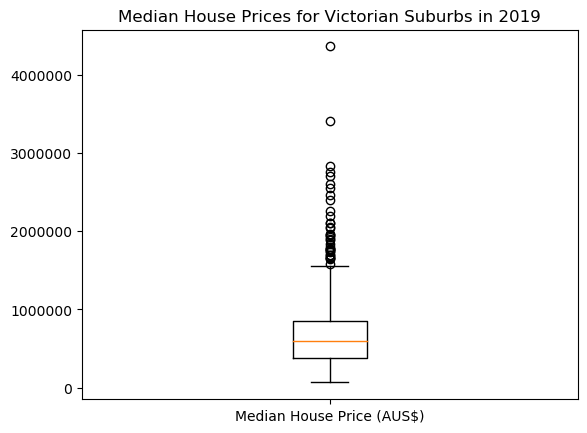 Median House Prices for Victorian Suburbs in 2019
4000000
3000000
2000000
1000000
0
Median House Price (AUS$)